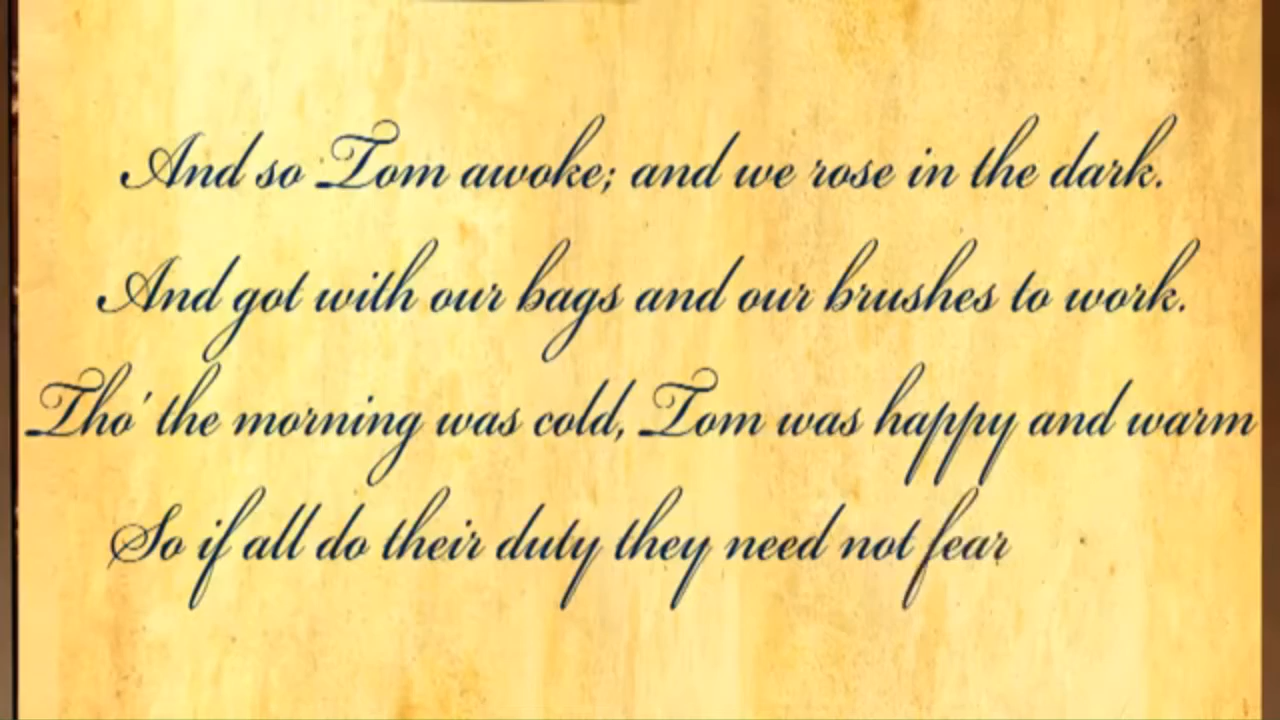 And so Tom awoke; and we rose in the dark.
And got with our bags and our brushes to work.
Tho' the morning was cold, Tom was happy and warm
So if all do their duty they need not fear